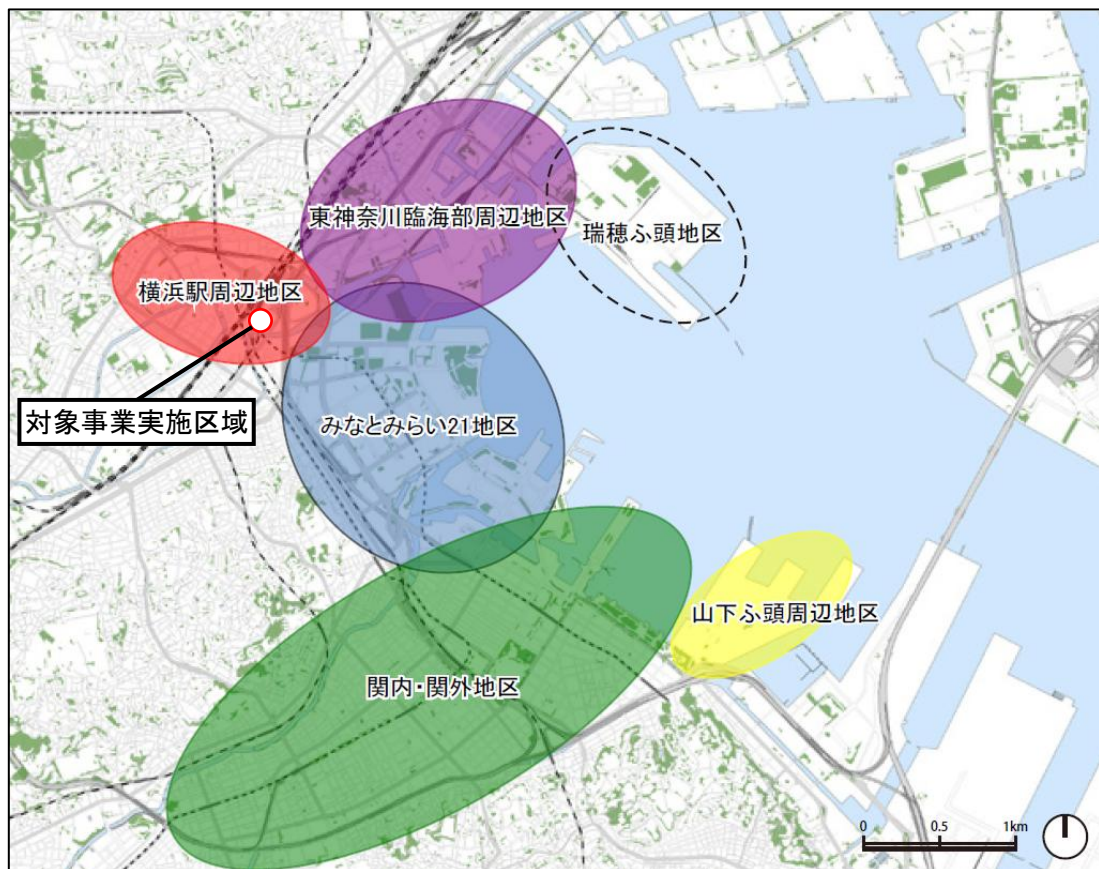 東神奈川臨海部周辺地区
瑞穂ふ頭地区
横浜駅周辺地区
対象事業実施区域
みなとみらい21地区
山下ふ頭周辺地区
関内・関外地区
0 0.5 1km